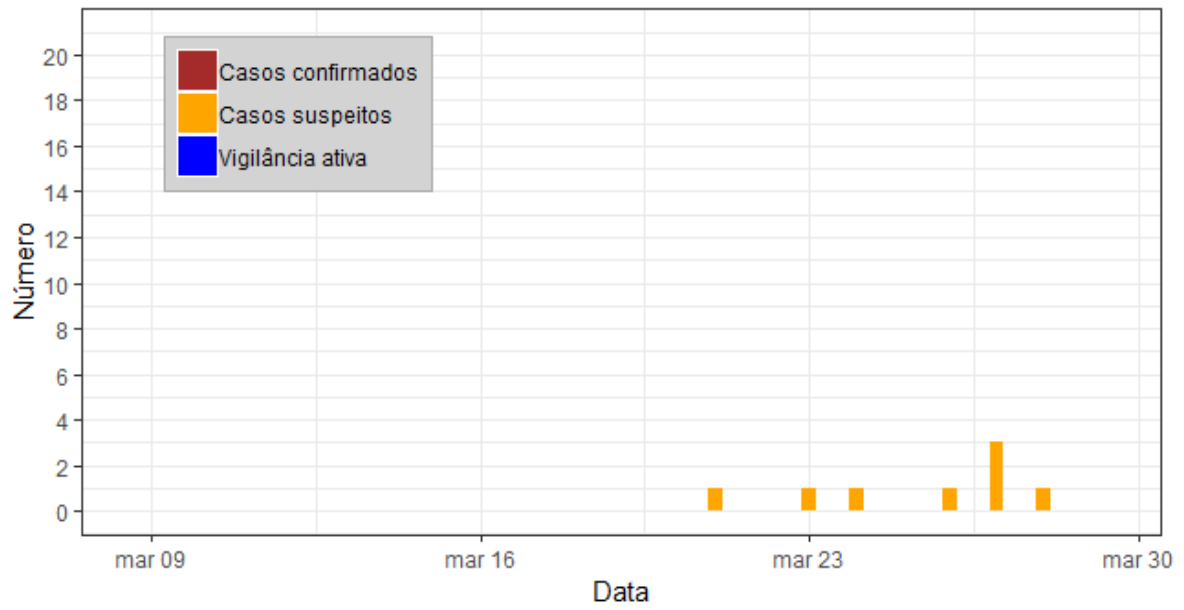 Casos confirmados
Casos suspeitos
Vigilância ativa
Número
20
18
16
14
12
10
8
6
4
2
0
mar 09
mar 16
mar 23
mar 30
Data